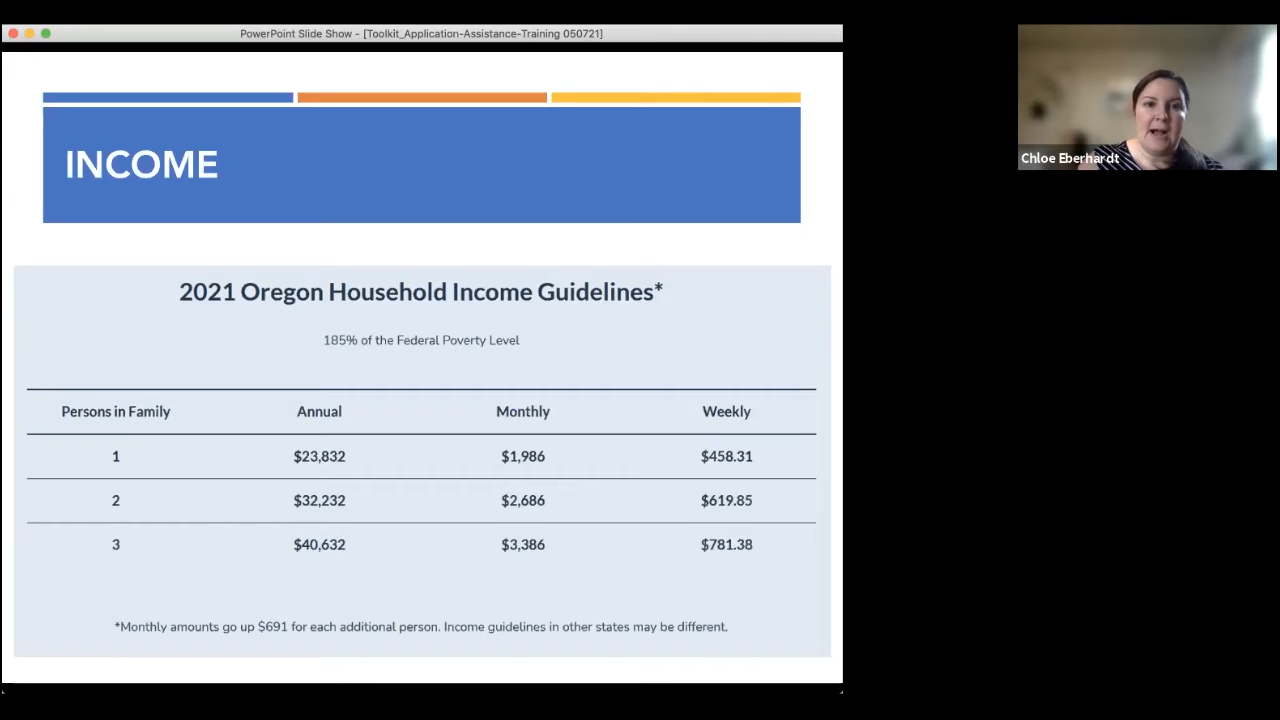 PowerPoint Slide Show - [Toolkit_Application-Assistance-Training 050721]
INCOME
Chloe Eberhardt
2021 Oregon Household Income Guidelines*
185% of the Federal Poverty Level
Persons in Family Annual Monthly Weekly
1 $23,832 $1,986 $458.31
2 $32,232 $2,686 $619.85
3 $40,632 $3,386 $781.38
*Monthly amounts go up $691 for each additional person. Income guidelines in other states may be different.